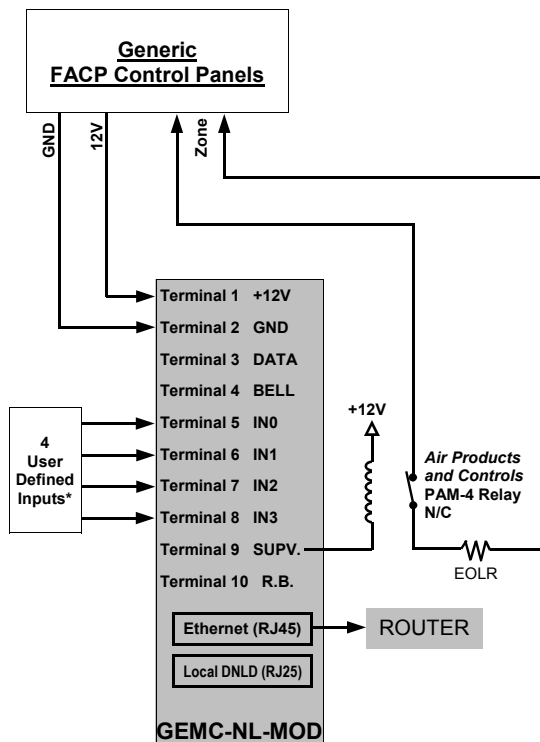 Generic
FACP Control Panels
GND
12V
Zone
Terminal 1 +12V
Terminal 2 GND
Terminal 3 DATA
Terminal 4 BELL
Terminal 5 IN0
Terminal 6 IN1
Terminal 7 IN2
Terminal 8 IN3
Terminal 9 SUPV.
Terminal 10 R.B.
4
User
Defined
Inputs*
+12V
Air Products
and Controls
PAM-4 Relay
N/C
EOLR
Ethernet (RJ45)
ROUTER
Local DNLD (RJ25)
GEMC-NL-MOD